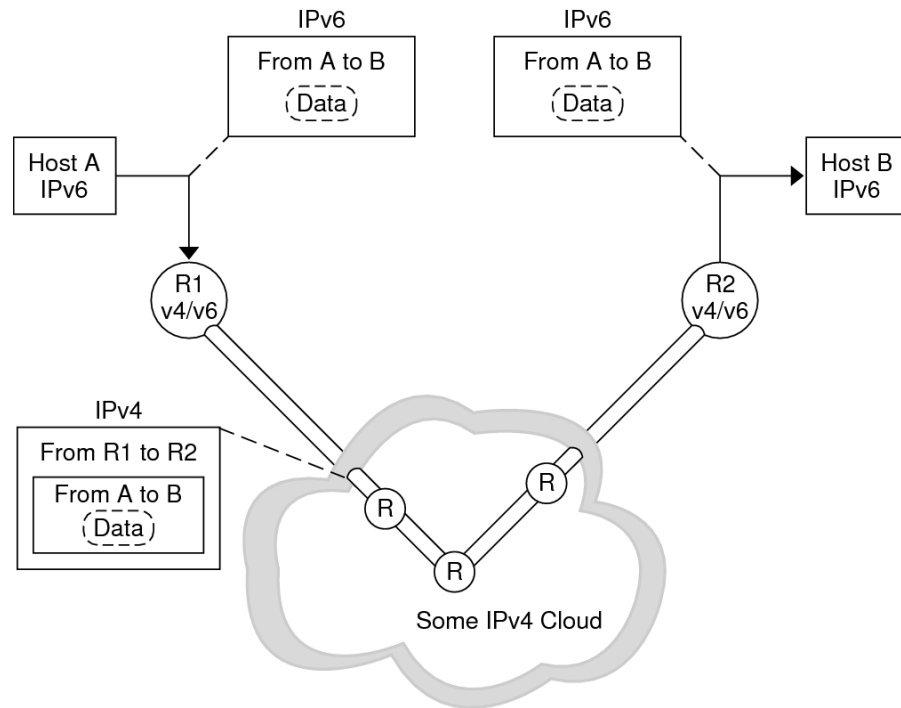 IPv6
From A to B
Data
IPv6
From A to B
Data
Host A
IPv6
Host B
IPv6
R1
v4/v6
R2
v4/v6
IPv4
From R1 to R2
From A to B
Data
R
R
R
Some IPv4 Cloud